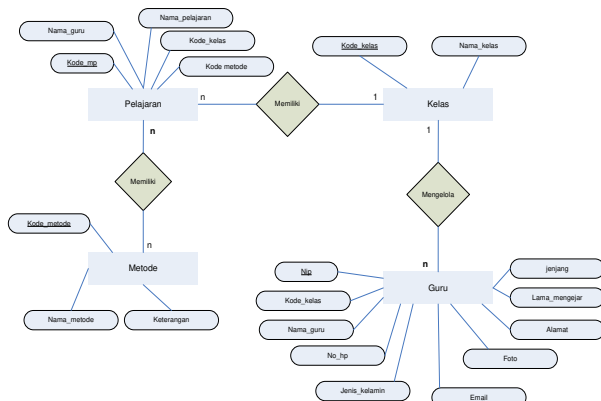 Nama_pelajaran
Nama_guru
Kode_kelas
Kode_mp
Kode metode
Kode_kelas
Nama_kelas
Pelajaran
n
Memiliki
1
Kelas
n
1
Memiliki
Mengelola
Kode_metode
n
Metode
n
Nama_metode
Keterangan
Nip
Guru
jenjang
Kode_kelas
Lama_mengejar
Nama_guru
Alamat
No_hp
Foto
Jenis_kelamin
Email